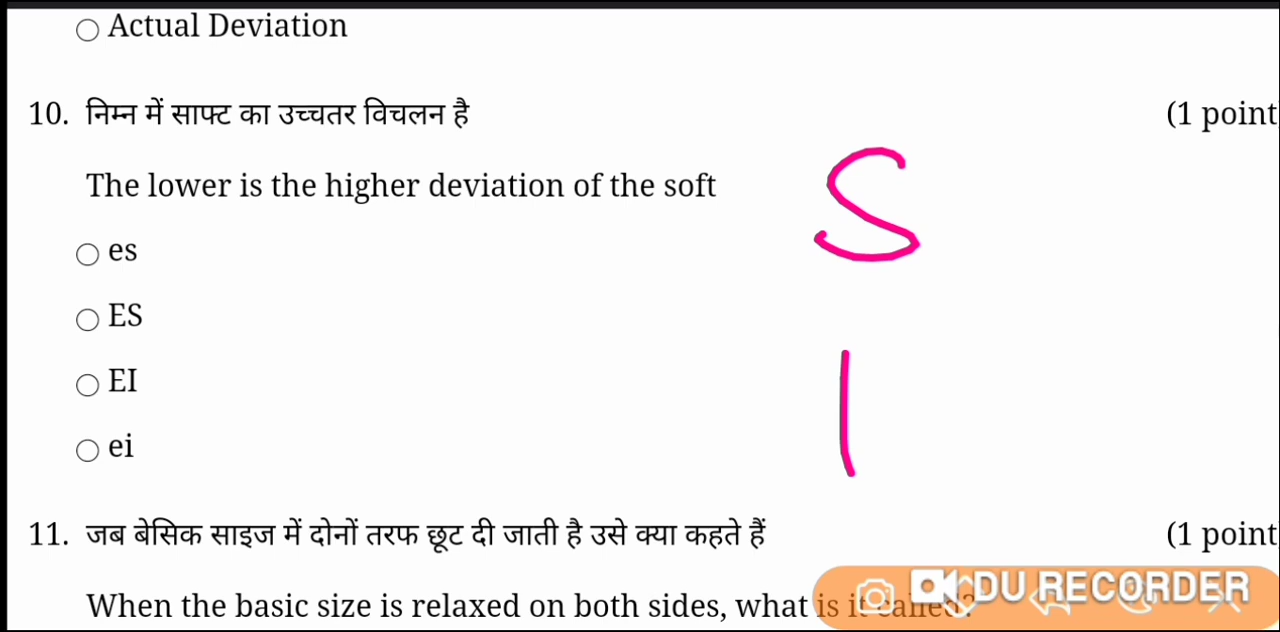 Actual Deviation
10. निम्न में साफ्ट का उच्चतर विचलन है (1 point
The lower is the higher deviation of the soft
S
es
ES
EI
I
ei
11. जब बेसिक साइज में दोनों तरफ छूट दी जाती है उसे क्या कहते हैं (1 point
When the basic size is relaxed on both sides, what is it called?
DU RECORDER